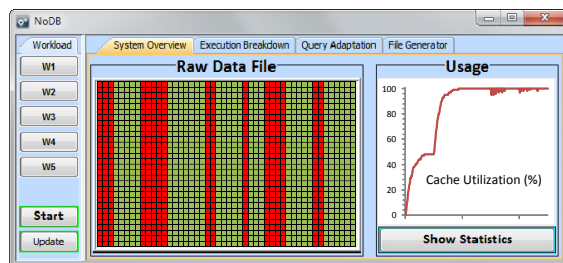 NoDB
Workload
System Overview
Execution Breakdown
Query Adaptation
File Generator
W1
W2
W3
W4
W5
Start
Update
Raw Data File
Usage
100
80
60
40
20
0
Cache Utilization (%)
Show Statistics